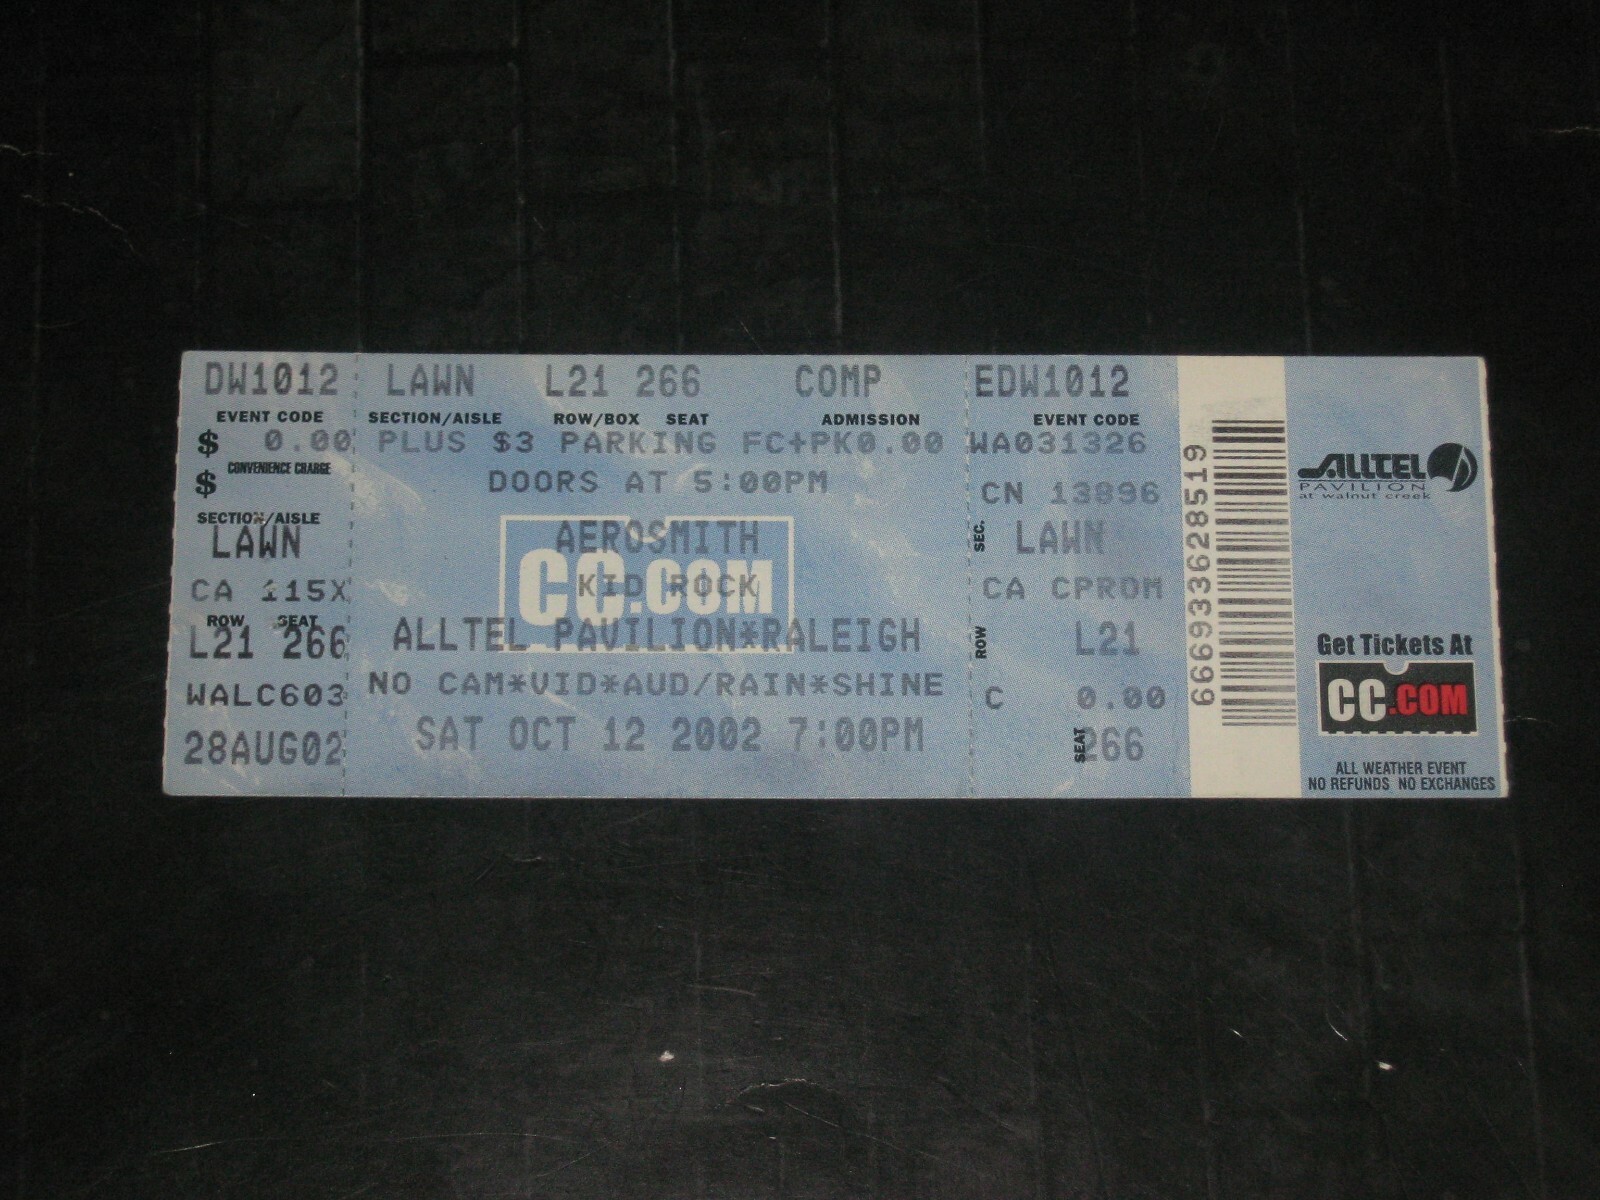 DW1012 LAWN L21 266 COMP EDW1012
EVENT CODE SECTION/AISLE ROW/BOX SEAT ADMISSION EVENT CODE
$ 0.00 PLUS $3 PARKING FC+PK0.00 WA031326
$ CONVENIENCE CHARGE DOORS AT 5:00PM CN 13896
SECTION/AISLE
LAWN AEROSMITH SEC. LAWN
CC.COM
CA 115X KID ROCK CA CPROM
ROW SEAT
L21 266 ALLTEL PAVILION*RALEIGH ROW L21
WALC603 NO CAM*VID*AUD/RAIN*SHINE C 0.00
28AUG02 SAT OCT 12 2002 7:00PM SEAT 266
666933628519
ALLTEL
PAVILION
at walnut creek
Get Tickets At
CC.COM
ALL WEATHER EVENT
NO REFUNDS NO EXCHANGES